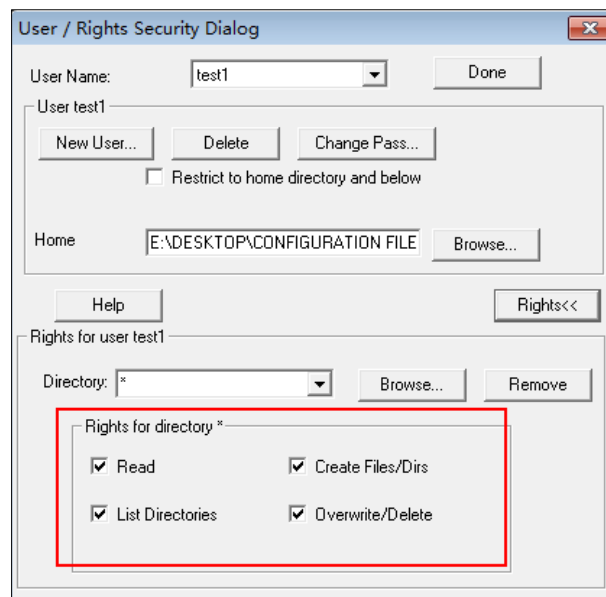 User / Rights Security Dialog
User Name: test1 Done
User test1
New User... Delete Change Pass...
Restrict to home directory and below
Home E:\DESKTOP\CONFIGURATION FILE Browse...
Help Rights<<
Rights for user test1
Directory: * Browse... Remove
Rights for directory *
Read Create Files/Dirs
List Directories Overwrite/Delete